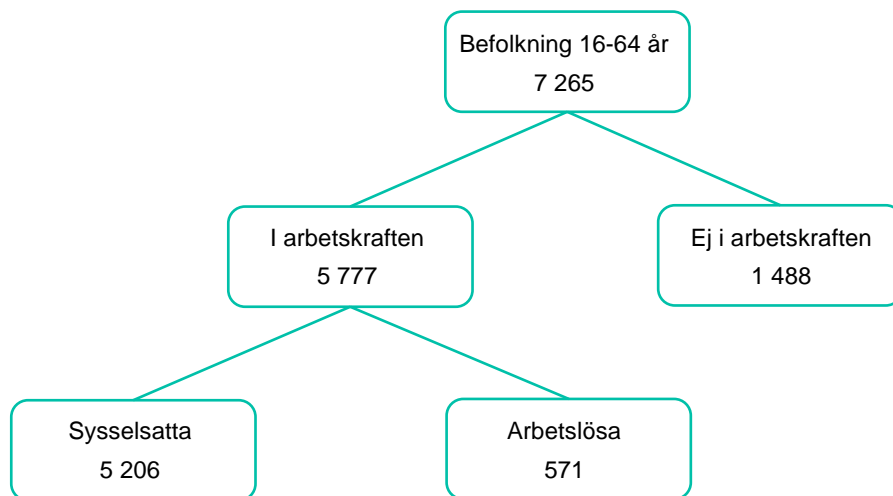 Befolkning 16-64 år
7 265
I arbetskraften
5 777
Ej i arbetskraften
1 488
Sysselsatta
5 206
Arbetslösa
571